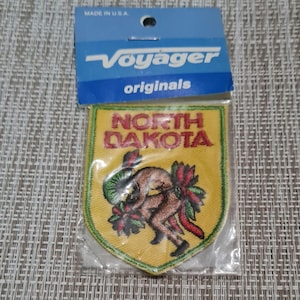 MADE IN U.S.A.
Voyager
originals
NORTH
DAKOTA